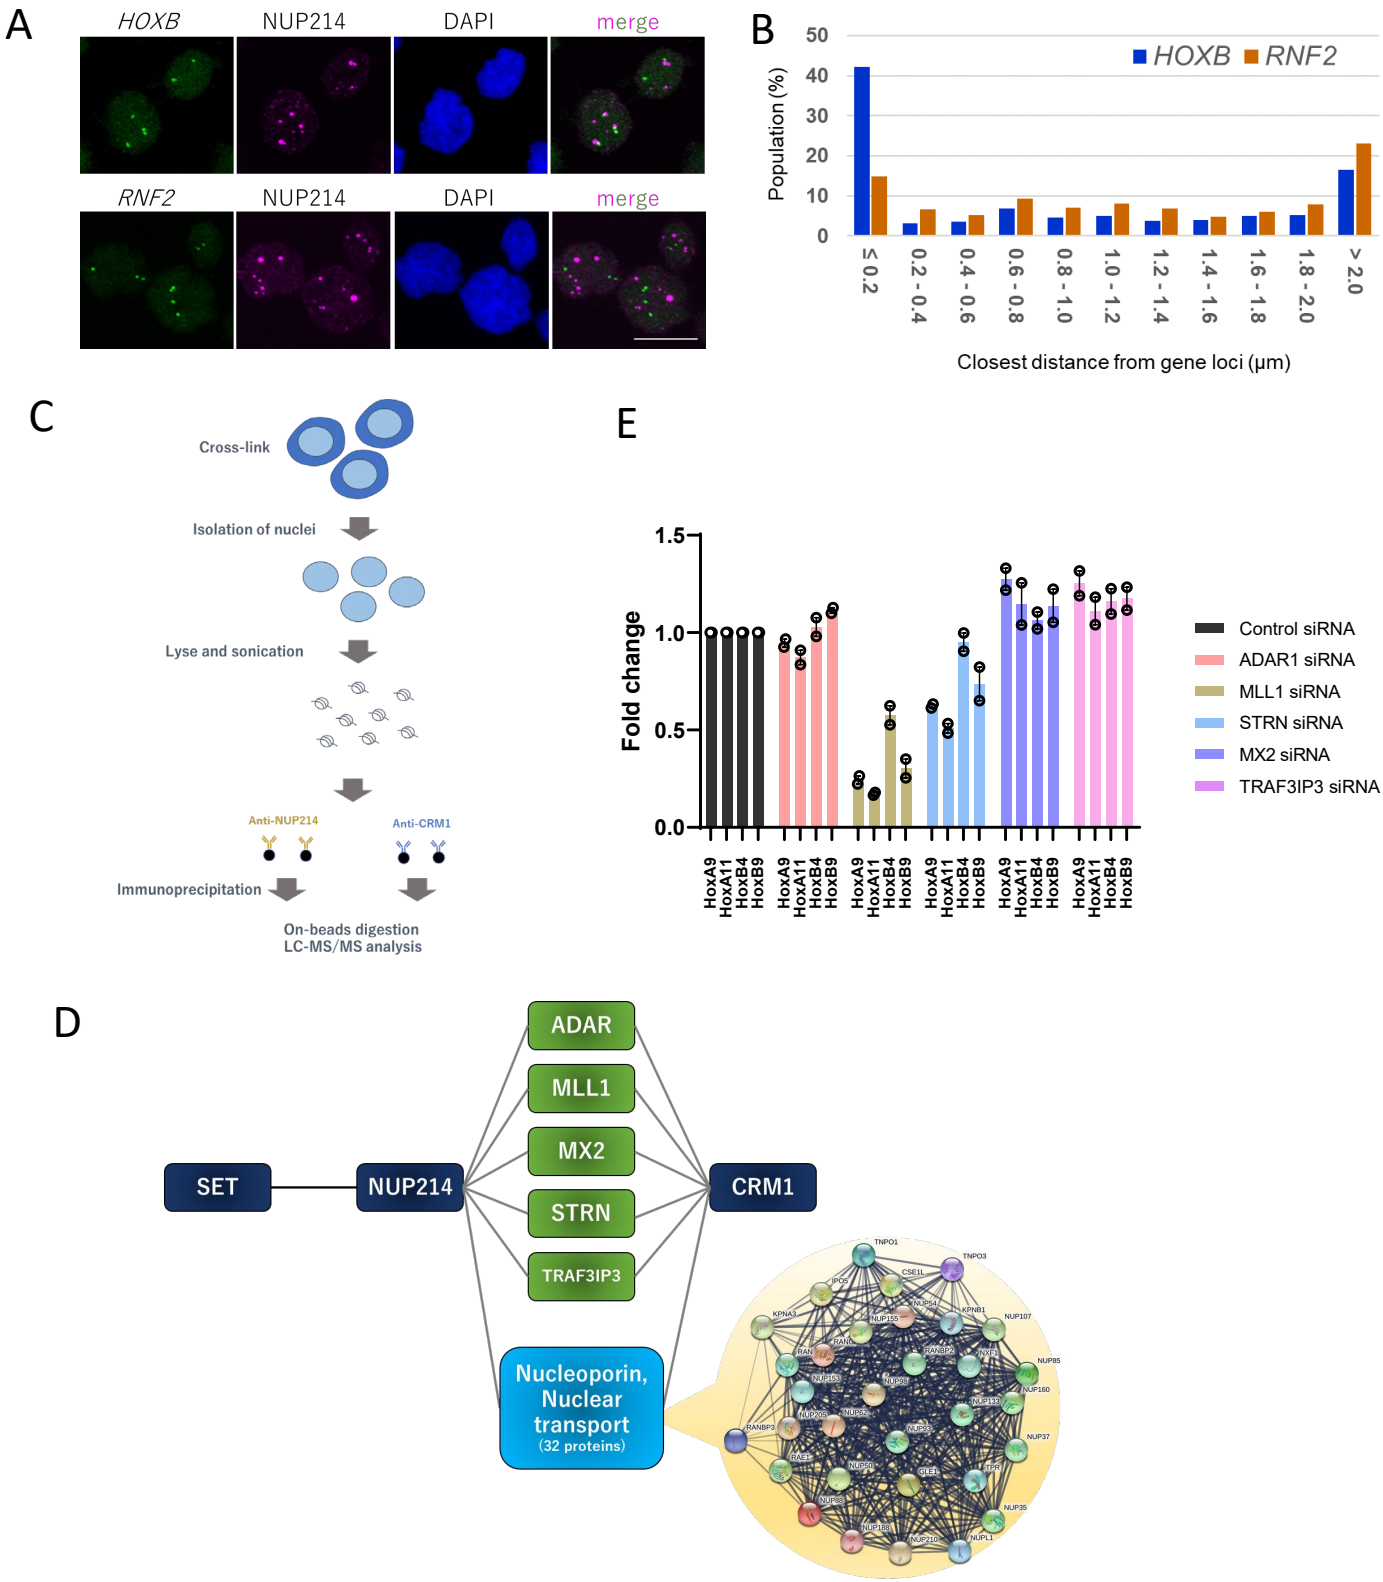 A
HOXB
NUP214
DAPI
merge
RNF2
NUP214
DAPI
merge
B
50
40
30
20
10
0
Population (%)
HOXB
RNF2
≤ 0.2
0.2 - 0.4
0.4 - 0.6
0.6 - 0.8
0.8 - 1.0
1.0 - 1.2
1.2 - 1.4
1.4 - 1.6
1.6 - 1.8
1.8 - 2.0
> 2.0
Closest distance from gene loci (µm)
C
Cross-link
Isolation of nuclei
Lyse and sonication
Anti-NUP214
Anti-CRM1
Immunoprecipitation
On-beads digestion
LC-MS/MS analysis
E
1.5
1.0
0.5
0.0
Fold change
HoxA9
HoxA11
HoxB4
HoxB9
HoxA9
HoxA11
HoxB4
HoxB9
HoxA9
HoxA11
HoxB4
HoxB9
HoxA9
HoxA11
HoxB4
HoxB9
HoxA9
HoxA11
HoxB4
HoxB9
HoxA9
HoxA11
HoxB4
HoxB9
Control siRNA
ADAR1 siRNA
MLL1 siRNA
STRN siRNA
MX2 siRNA
TRAF3IP3 siRNA
D
ADAR
MLL1
MX2
STRN
TRAF3IP3
SET
NUP214
CRM1
Nucleoporin,
Nuclear
transport
(32 proteins)
TNPO1
TNPO3
CSE1L
IPO5
NUP54
KPNB1
KPNA3
NUP155
NUP107
RAN
RANBP2
NXF1
NUP85
NUP153
NUP98
NUP160
NUP133
NUP205
NUP62
RANBP3
NUP93
NUP37
RAE1
NUP50
GLE1
TPR
NUP88
NUP35
NUP188
NUP210
NUPL1